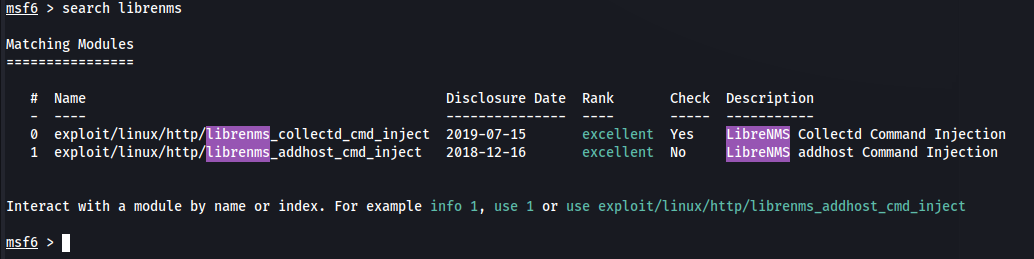 msf6 > search librenms
Matching Modules
================
#  Name                                             Disclosure Date  Rank       Check  Description
-  ----                                             ---------------  ----       -----  -----------
0  exploit/linux/http/librenms_collectd_cmd_inject  2019-07-15       excellent  Yes    LibreNMS Collectd Command Injection
1  exploit/linux/http/librenms_addhost_cmd_inject   2018-12-16       excellent  No     LibreNMS addhost Command Injection
Interact with a module by name or index. For example info 1, use 1 or use exploit/linux/http/librenms_addhost_cmd_inject
msf6 >